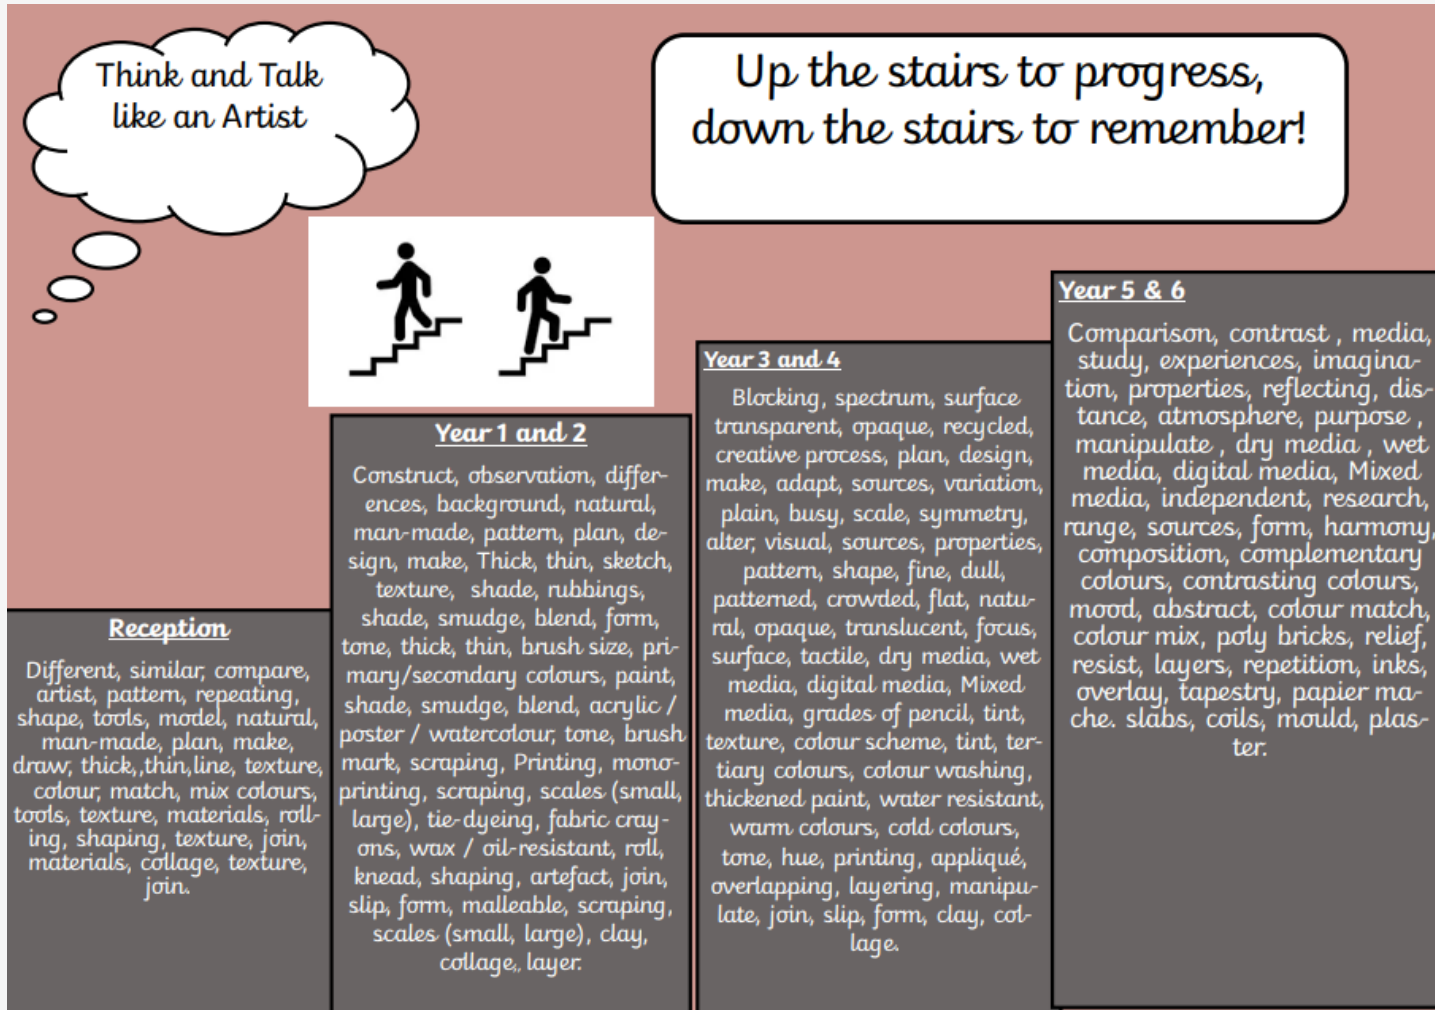 Think and Talk
like an Artist
Up the stairs to progress,
down the stairs to remember!
Reception
Different, similar, compare,
artist, pattern, repeating,
shape, tools, model, natural,
man-made, plan, make,
draw, thick,,thin,line, texture,
colour, match, mix colours,
tools, texture, materials, roll-
ing, shaping, texture, join,
materials, collage, texture,
join.
Year 1 and 2
Construct, observation, differ-
ences, background, natural,
man-made, pattern, plan, de-
sign, make, Thick, thin, sketch,
texture, shade, rubbings,
shade, smudge, blend, form,
tone, thick, thin, brush size, pri-
mary/secondary colours, paint,
shade, smudge, blend, acrylic /
poster / watercolour, tone, brush
mark, scraping, Printing, mono-
printing, scraping, scales (small,
large), tie-dyeing, fabric cray-
ons, wax / oil-resistant, roll,
knead, shaping, artefact, join,
slip, form, malleable, scraping,
scales (small, large), clay,
collage,, layer.
Year 3 and 4
Blocking, spectrum, surface
transparent, opaque, recycled,
creative process, plan, design,
make, adapt, sources, variation,
plain, busy, scale, symmetry,
alter, visual, sources, properties,
pattern, shape, fine, dull,
patterned, crowded, flat, natu-
ral, opaque, translucent, focus,
surface, tactile, dry media, wet
media, digital media, Mixed
media, grades of pencil, tint,
texture, colour scheme, tint, ter-
tiary colours, colour washing,
thickened paint, water resistant,
warm colours, cold colours,
tone, hue, printing, appliqué,
overlapping, layering, manipu-
late, join, slip, form, clay, col-
lage.
Year 5 & 6
Comparison, contrast , media,
study, experiences, imagina-
tion, properties, reflecting, dis-
tance, atmosphere, purpose ,
manipulate , dry media , wet
media, digital media, Mixed
media, independent, research,
range, sources, form, harmony,
composition, complementary
colours, contrasting colours,
mood, abstract, colour match,
colour mix, poly bricks, relief,
resist, layers, repetition, inks,
overlay, tapestry, papier ma-
che. slabs, coils, mould, plas-
ter.